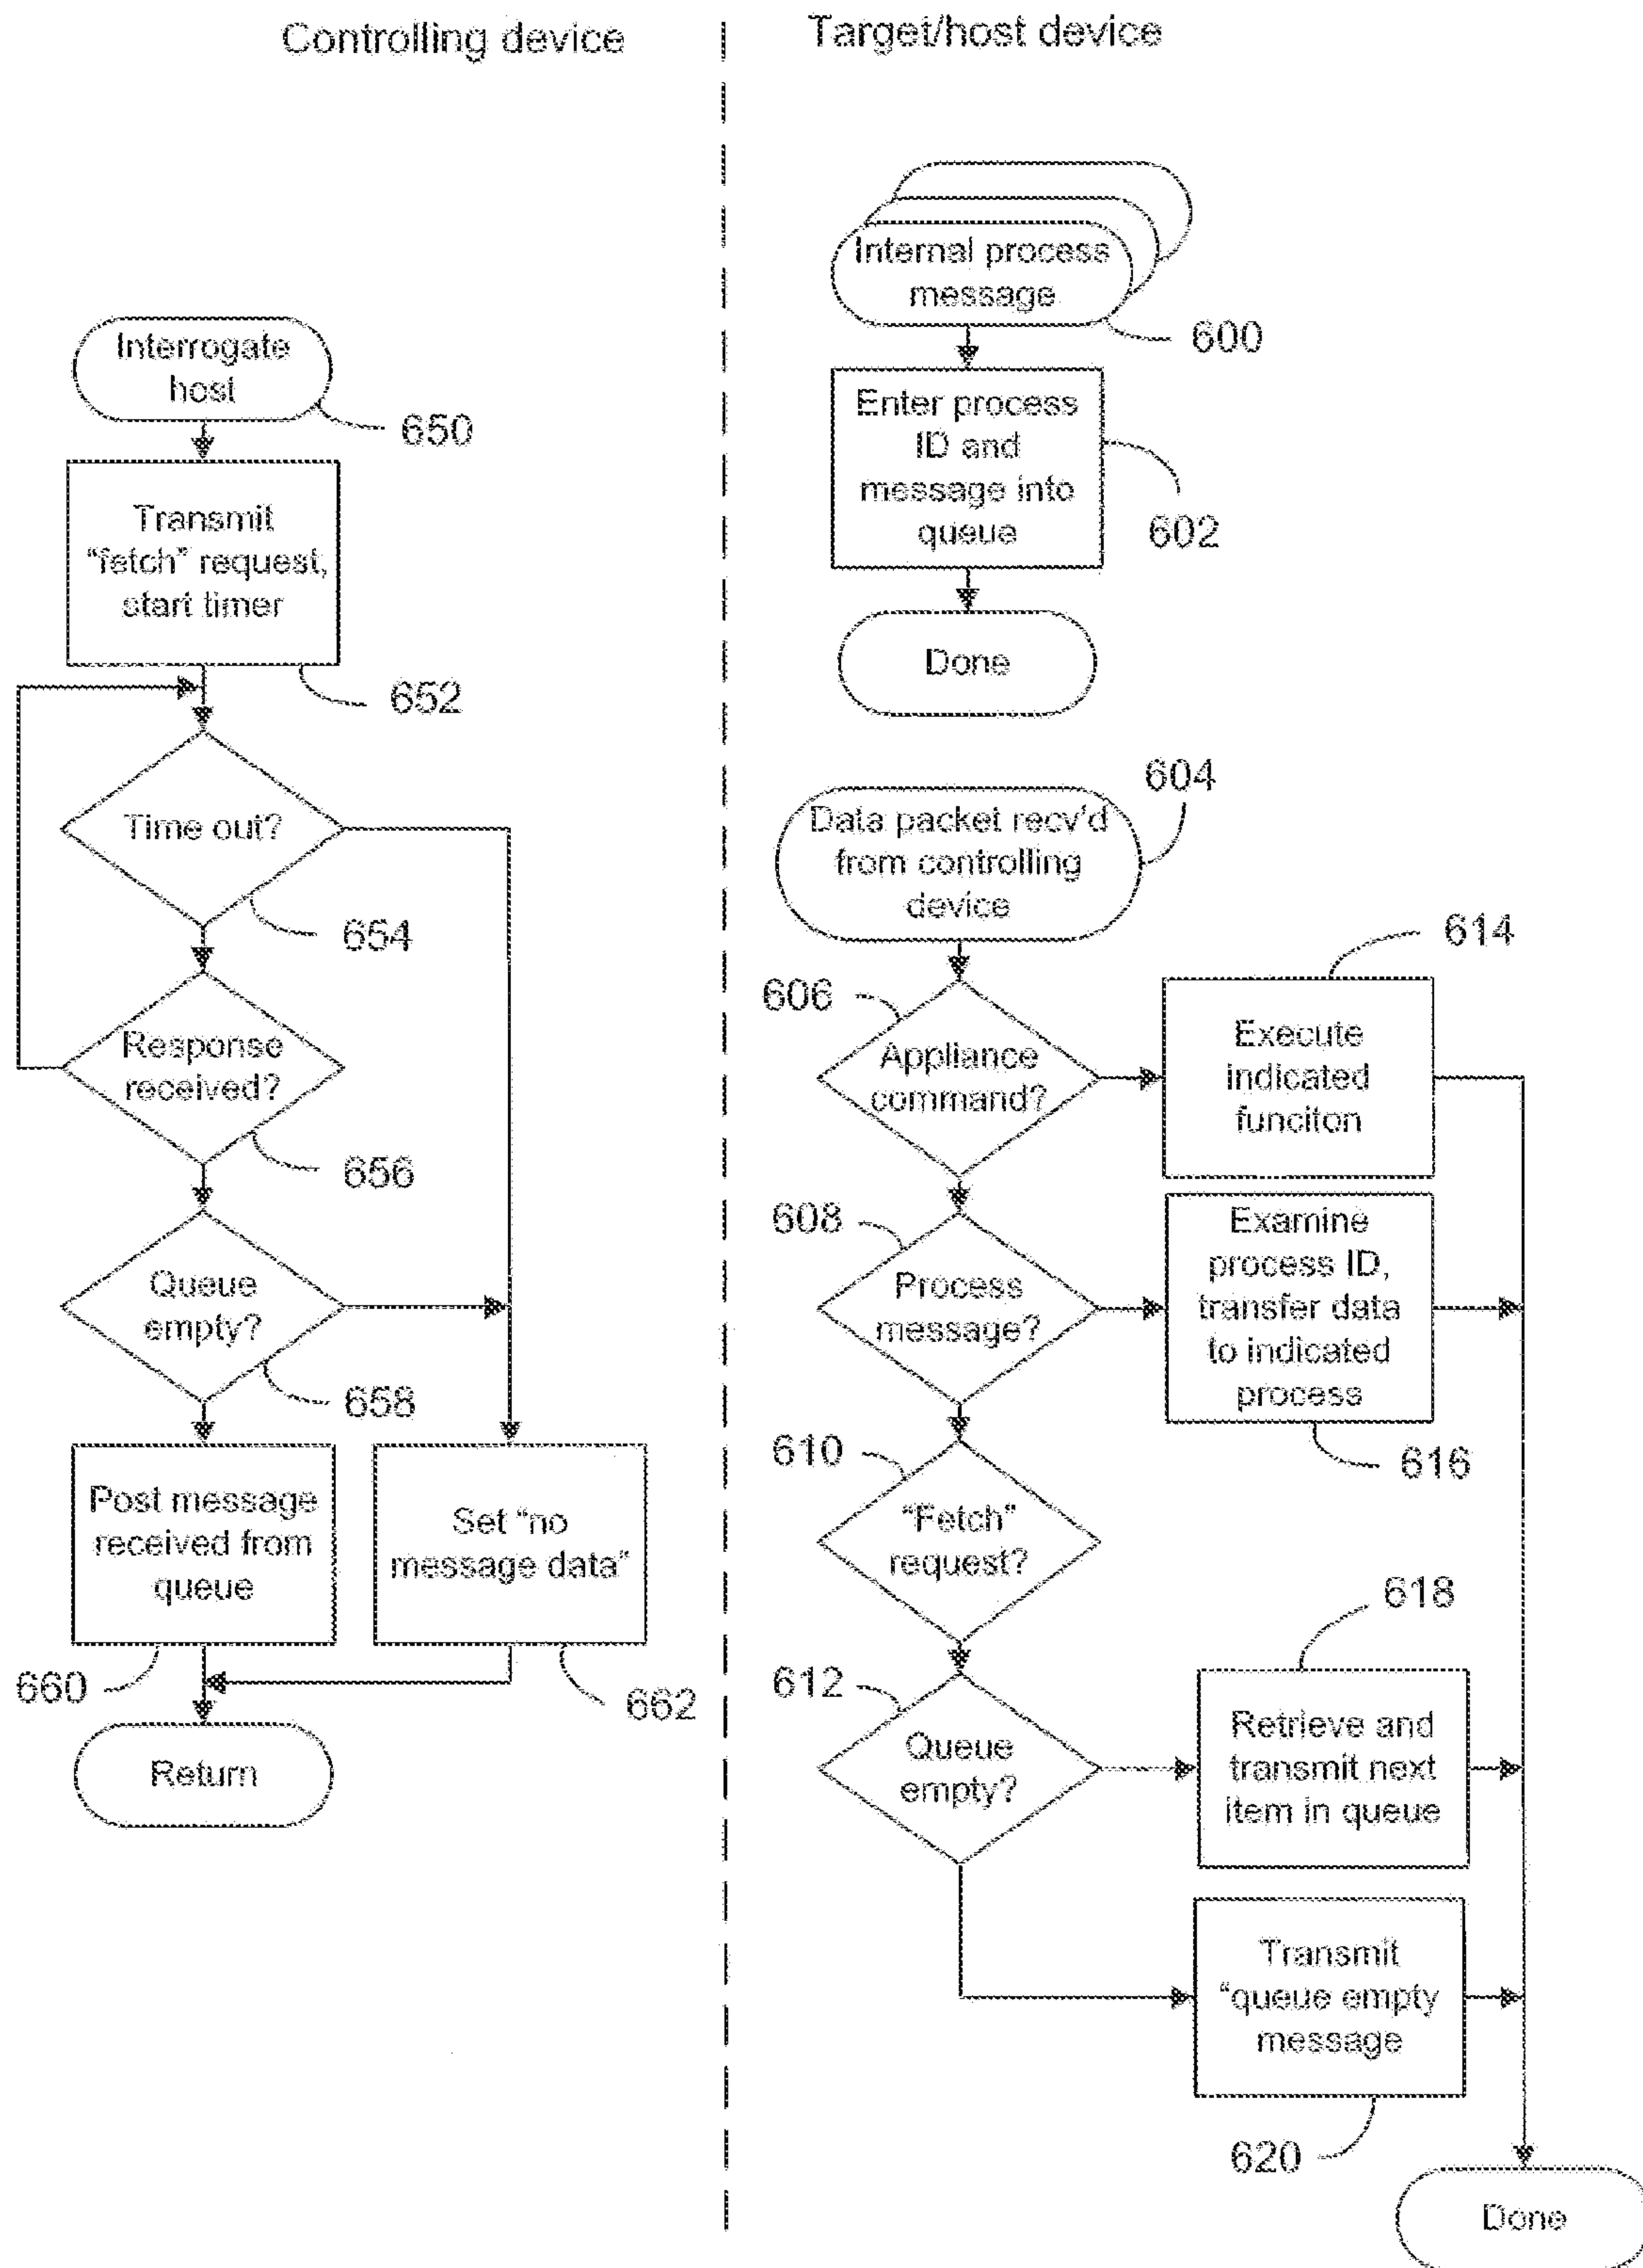 Controlling device
Target/host device
Interrogate
host
650
Transmit
“fetch” request,
start timer
652
Time out?
654
Response
received?
656
Queue
empty?
658
Post message
received from
queue
660
Set “no
message data”
662
Return
Internal process
message
600
Enter process
ID and
message into
queue
602
Done
Data packet recv'd
from controlling
device
604
606
Appliance
command?
614
Execute
indicated
funciton
608
Process
message?
Examine
process ID,
transfer data
to indicated
process
616
610
“Fetch”
request?
612
Queue
empty?
618
Retrieve and
transmit next
item in queue
Transmit
“queue empty
message
620
Done